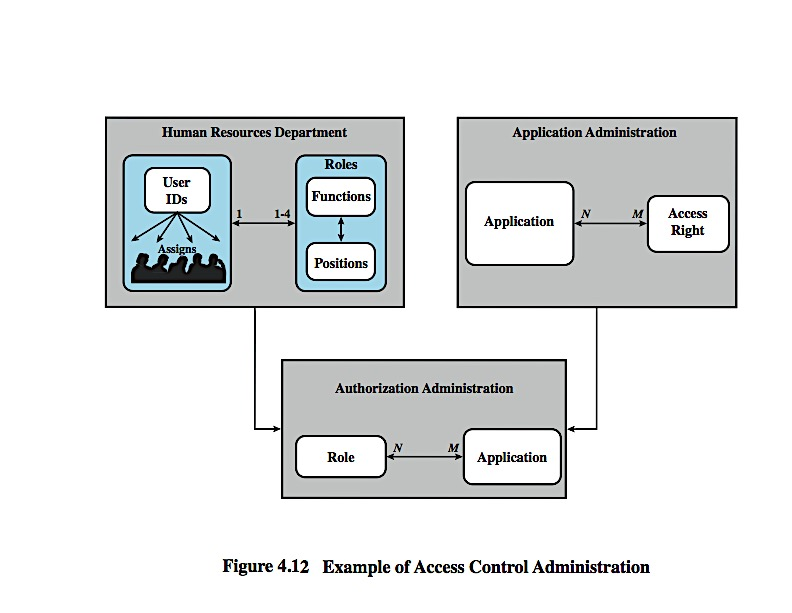 Human Resources Department
User
IDs
Assigns
1
1-4
Roles
Functions
Positions
Application Administration
Application
N
M
Access
Right
Authorization Administration
Role
N
M
Application
Figure 4.12 Example of Access Control Administration